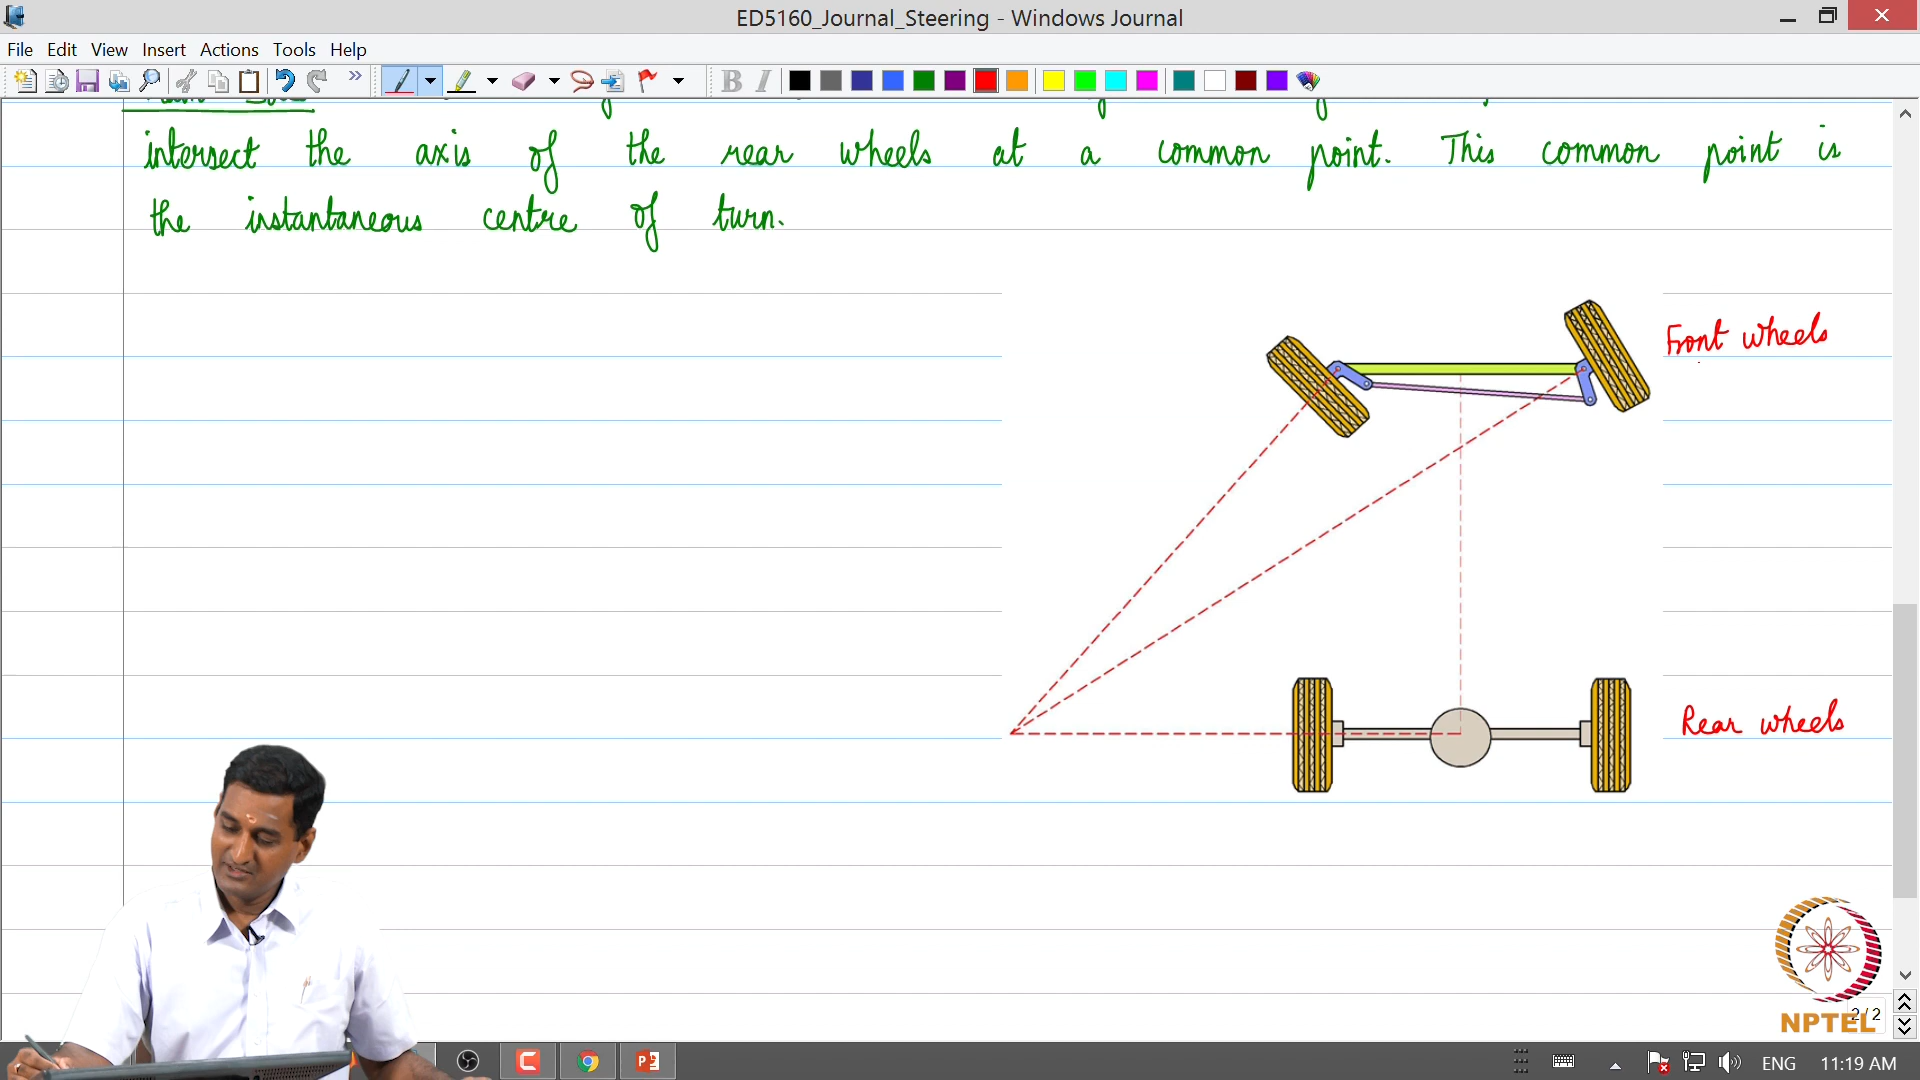 ED5160_Journal_Steering - Windows Journal
File Edit View Insert Actions Tools Help
B I
intersect the axis of the rear wheels at a common point. This common point is
the instantaneous centre of turn.
Front wheels
Rear wheels
NPTEL
2 / 2
ENG 11:19 AM